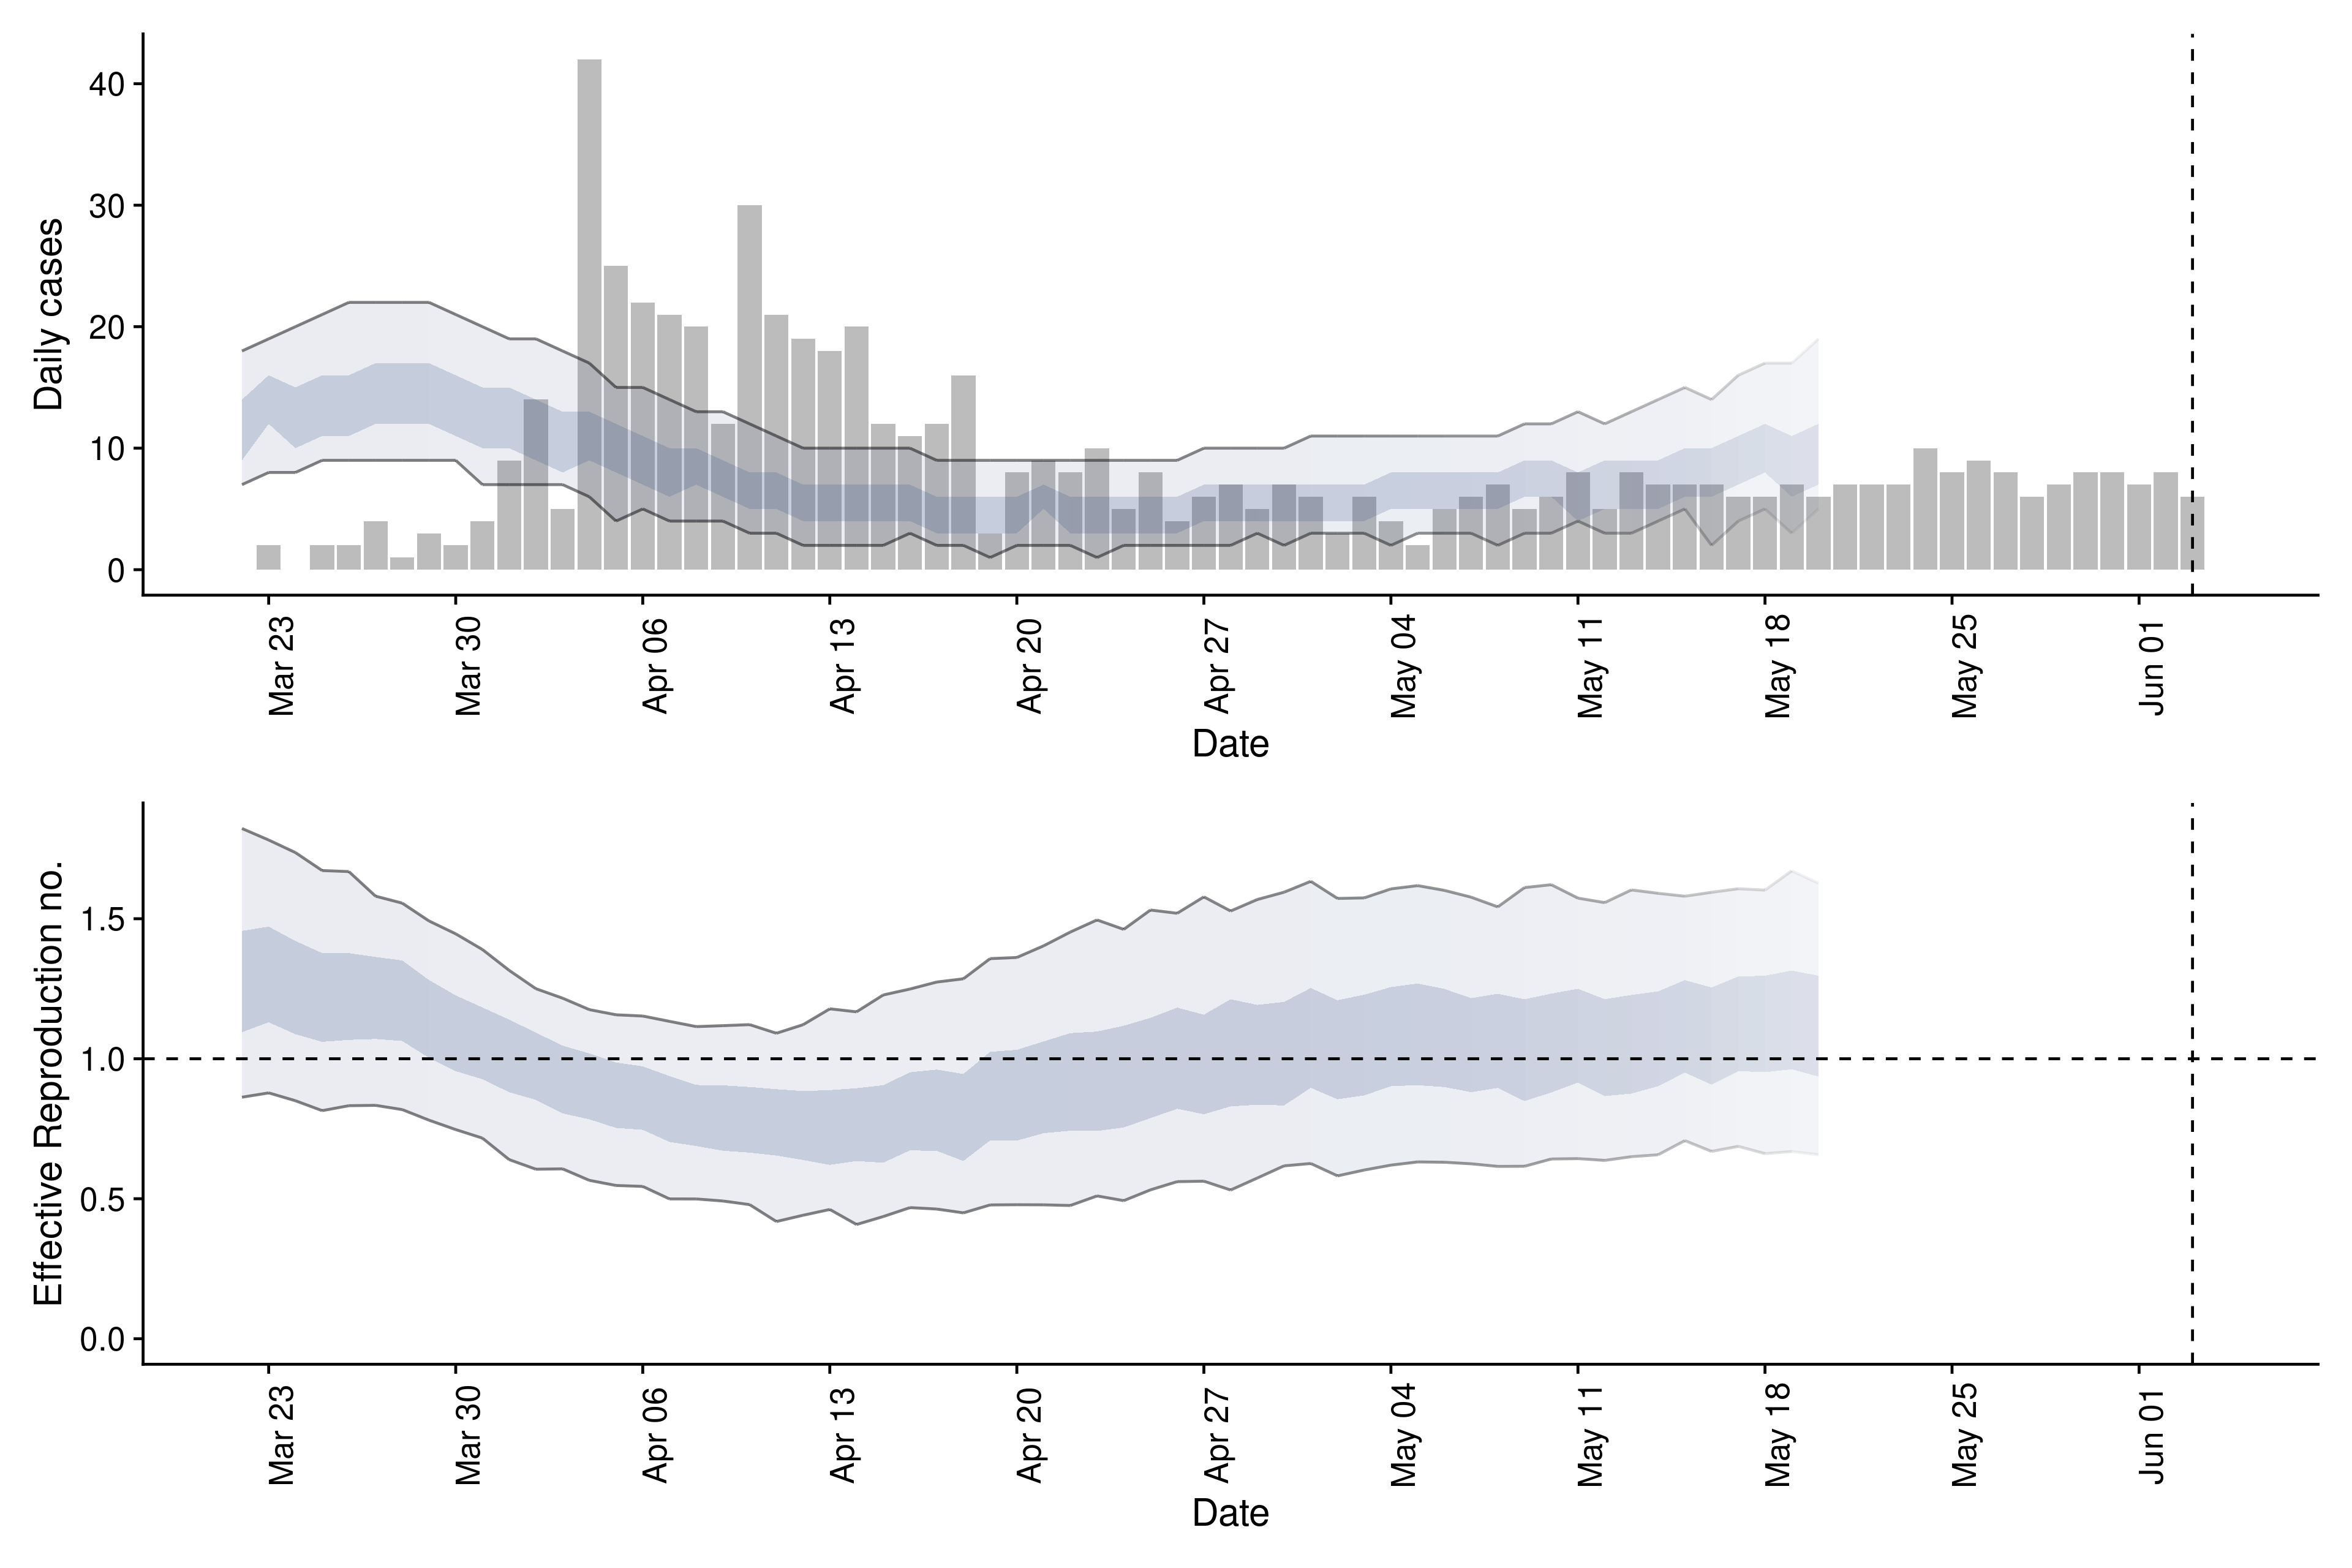 Daily cases
40
30
20
10
0
Mar 23
Mar 30
Apr 06
Apr 13
Apr 20
Apr 27
May 04
May 11
May 18
May 25
Jun 01
Date
Effective Reproduction no.
1.5
1.0
0.5
0.0
Mar 23
Mar 30
Apr 06
Apr 13
Apr 20
Apr 27
May 04
May 11
May 18
May 25
Jun 01
Date